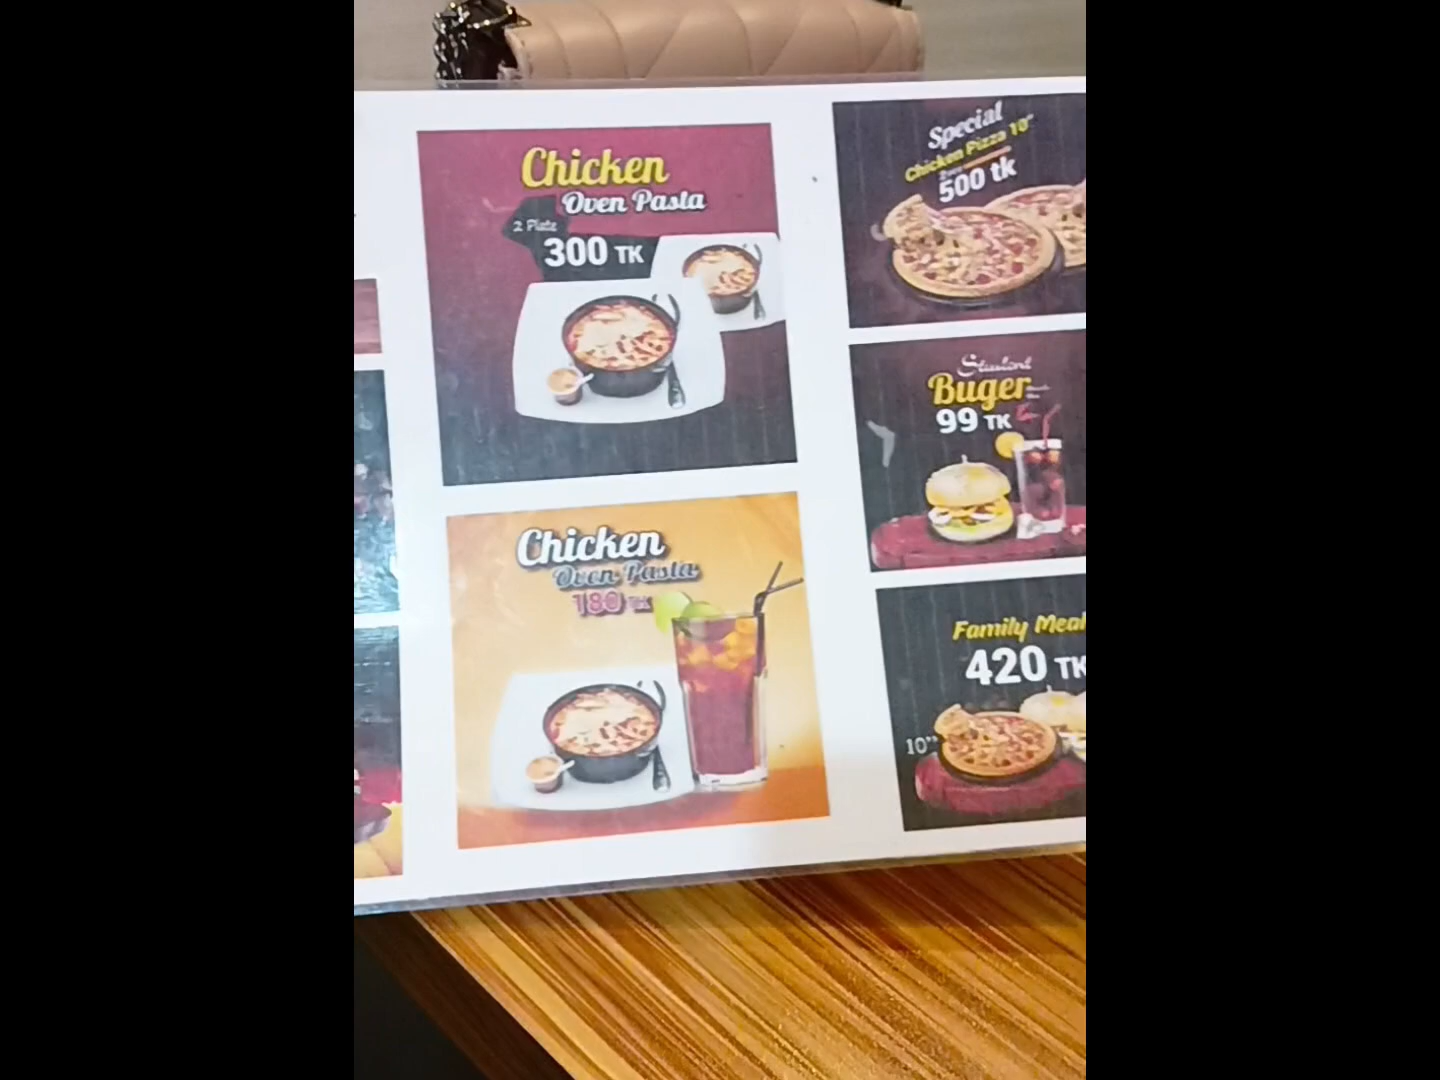 Chicken
Oven Pasta
2 Plate
300 TK
Chicken
Oven Pasta
180 TK
Special
Chicken Pizza 10"
500 tk
Buger
99 TK
Family Meal
420 TK
10"